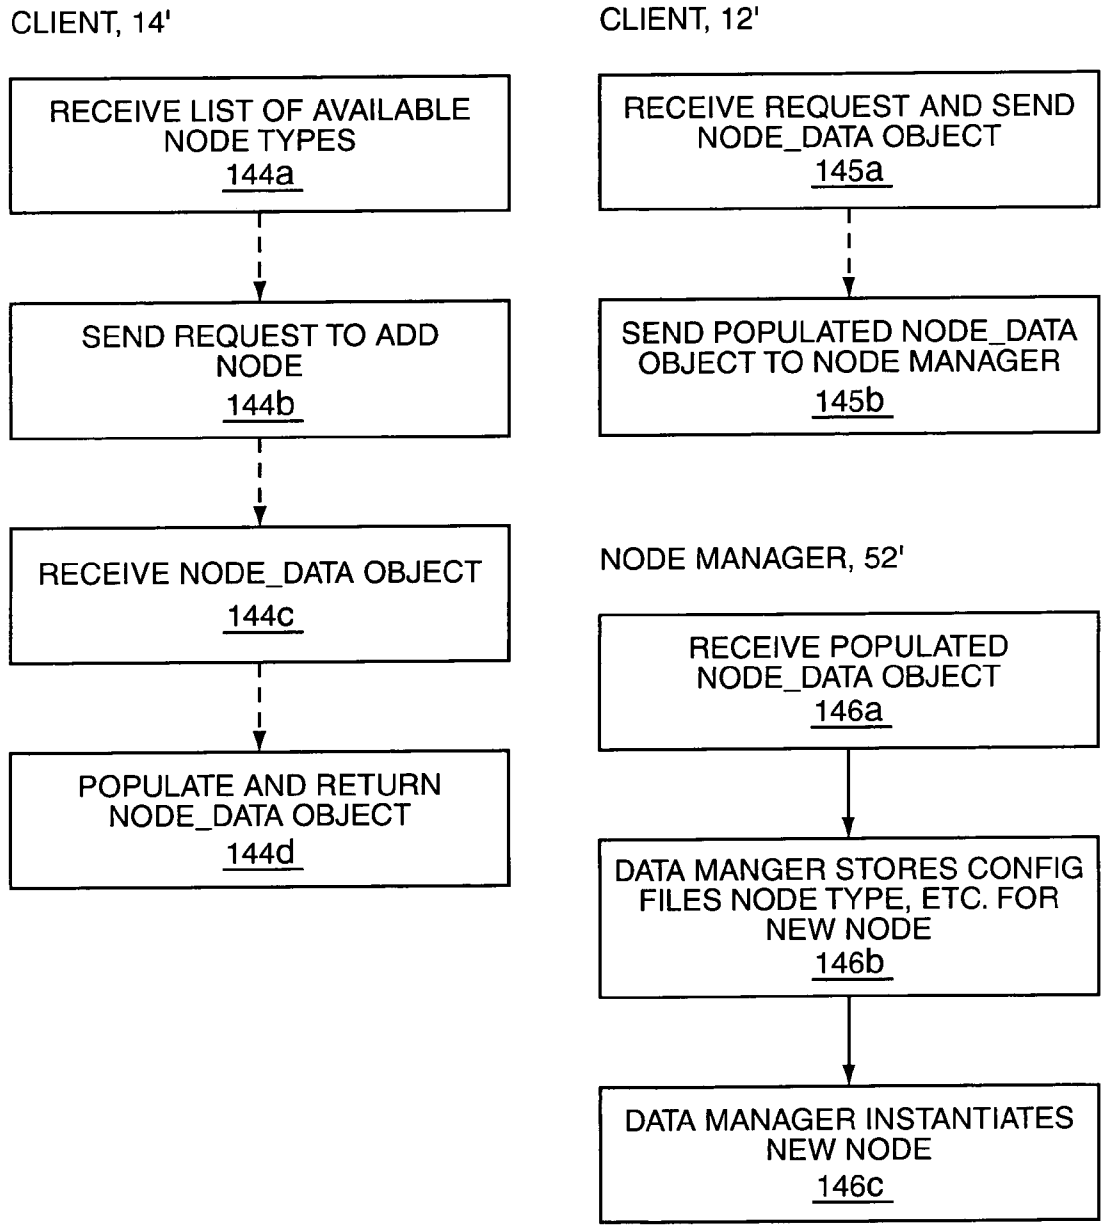 CLIENT, 14'
RECEIVE LIST OF AVAILABLE
NODE TYPES
144a
SEND REQUEST TO ADD
NODE
144b
RECEIVE NODE_DATA OBJECT
144c
POPULATE AND RETURN
NODE_DATA OBJECT
144d
CLIENT, 12'
RECEIVE REQUEST AND SEND
NODE_DATA OBJECT
145a
SEND POPULATED NODE_DATA
OBJECT TO NODE MANAGER
145b
NODE MANAGER, 52'
RECEIVE POPULATED
NODE_DATA OBJECT
146a
DATA MANGER STORES CONFIG
FILES NODE TYPE, ETC. FOR
NEW NODE
146b
DATA MANAGER INSTANTIATES
NEW NODE
146c